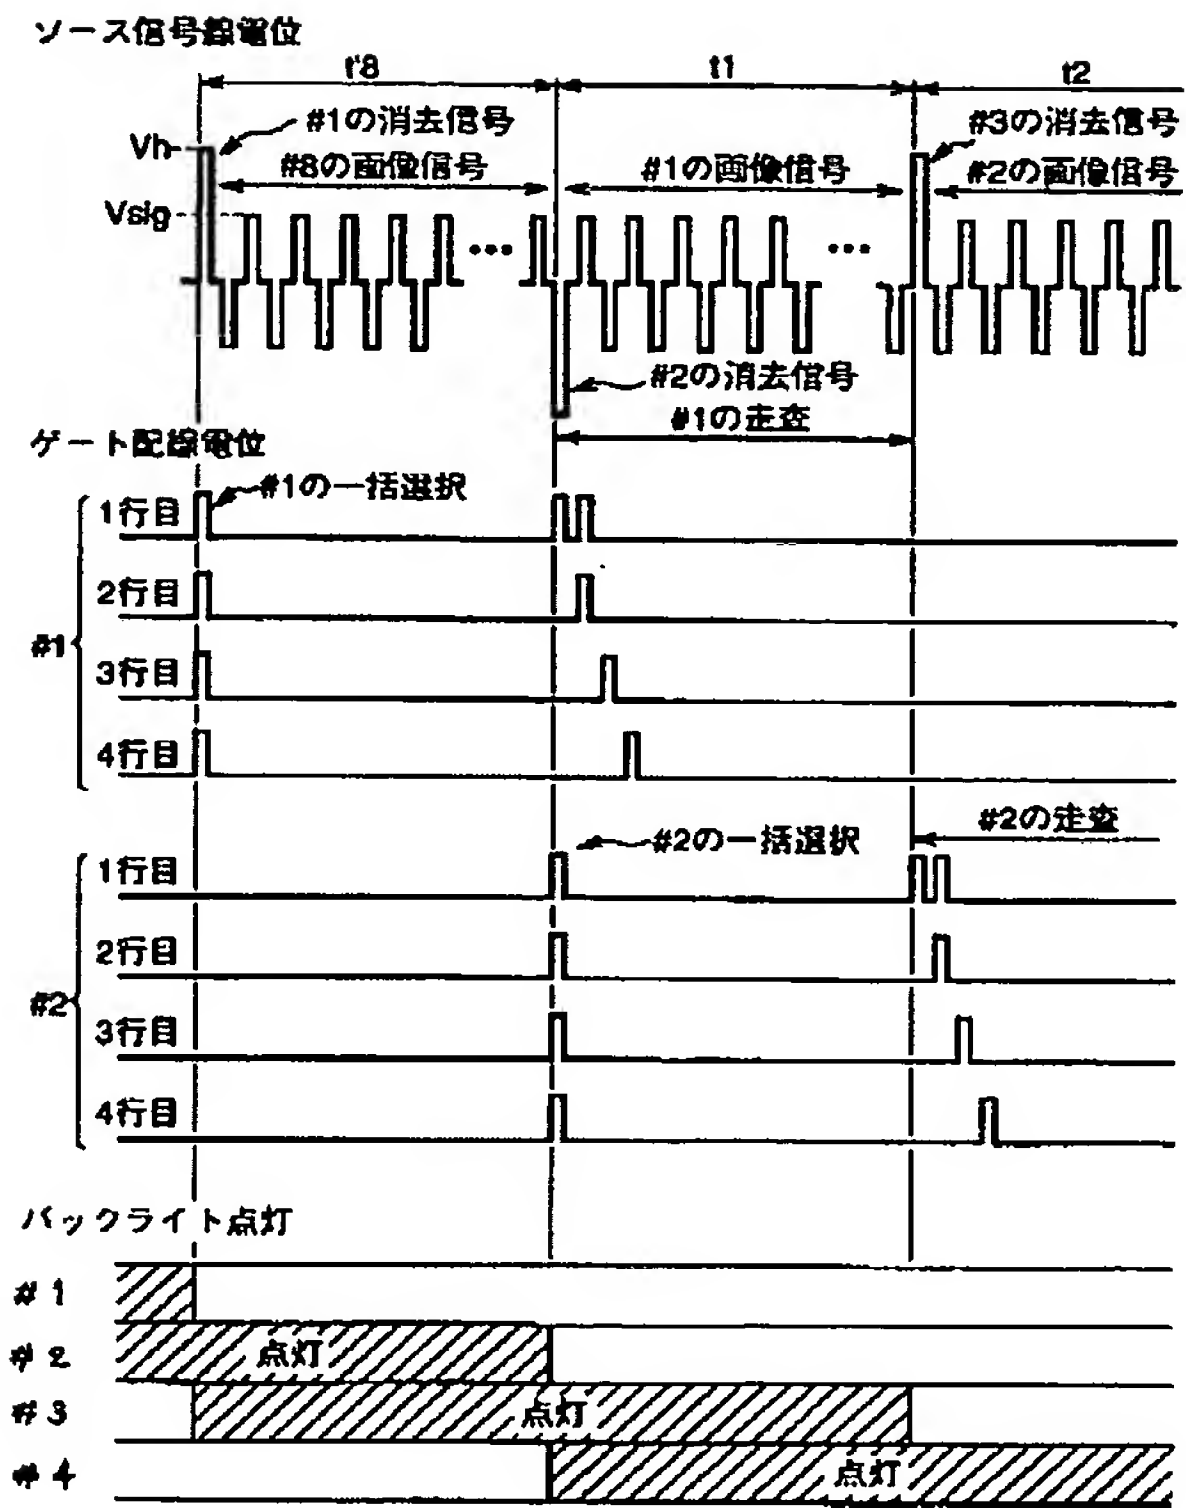 ソース信号線電位
t'8
t1
t2
#1の消去信号
#3の消去信号
Vh
#8の画像信号
#1の画像信号
#2の画像信号
Vsig
...
...
#2の消去信号
#1の走査
ゲート配線電位
#1の一括選択
1行目
2行目
#1
3行目
4行目
#2の走査
#2の一括選択
1行目
2行目
#2
3行目
4行目
バックライト点灯
#1
#2
点灯
#3
点灯
#4
点灯